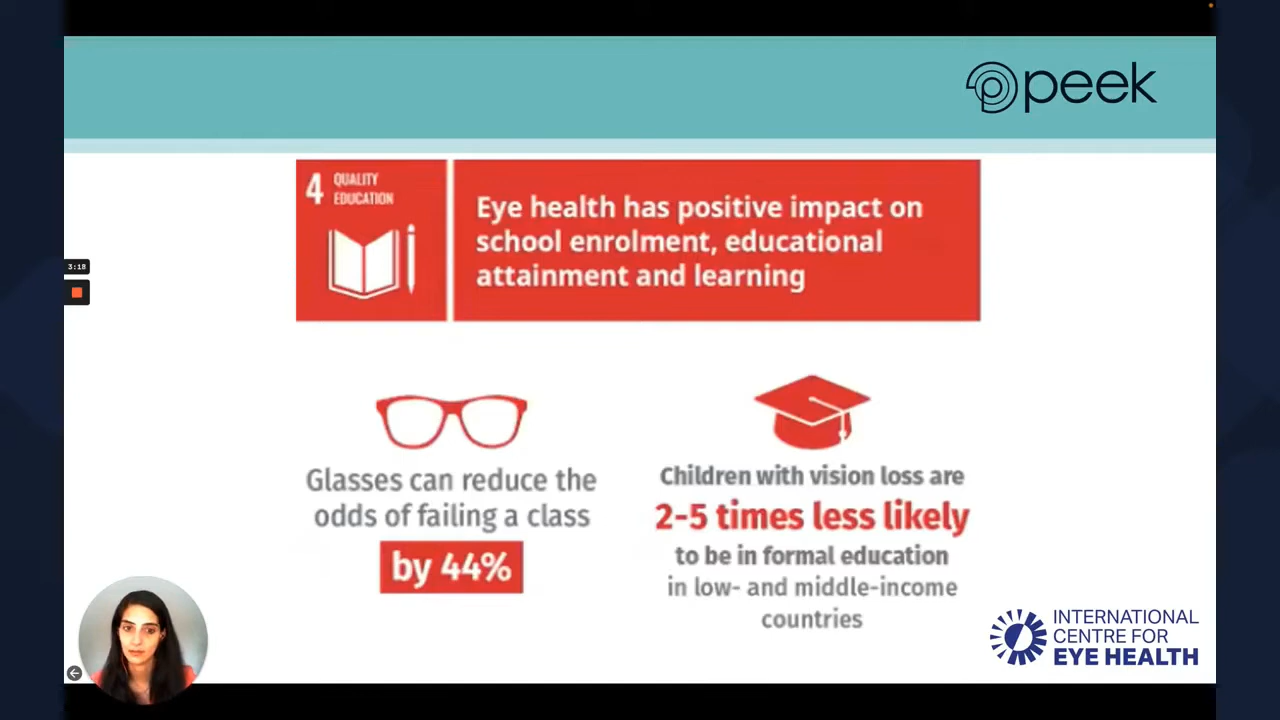 peek
4 QUALITY
EDUCATION
Eye health has positive impact on
school enrolment, educational
attainment and learning
3:18
Glasses can reduce the
odds of failing a class
by 44%
Children with vision loss are
2-5 times less likely
to be in formal education
in low- and middle-income
countries
INTERNATIONAL
CENTRE FOR
EYE HEALTH